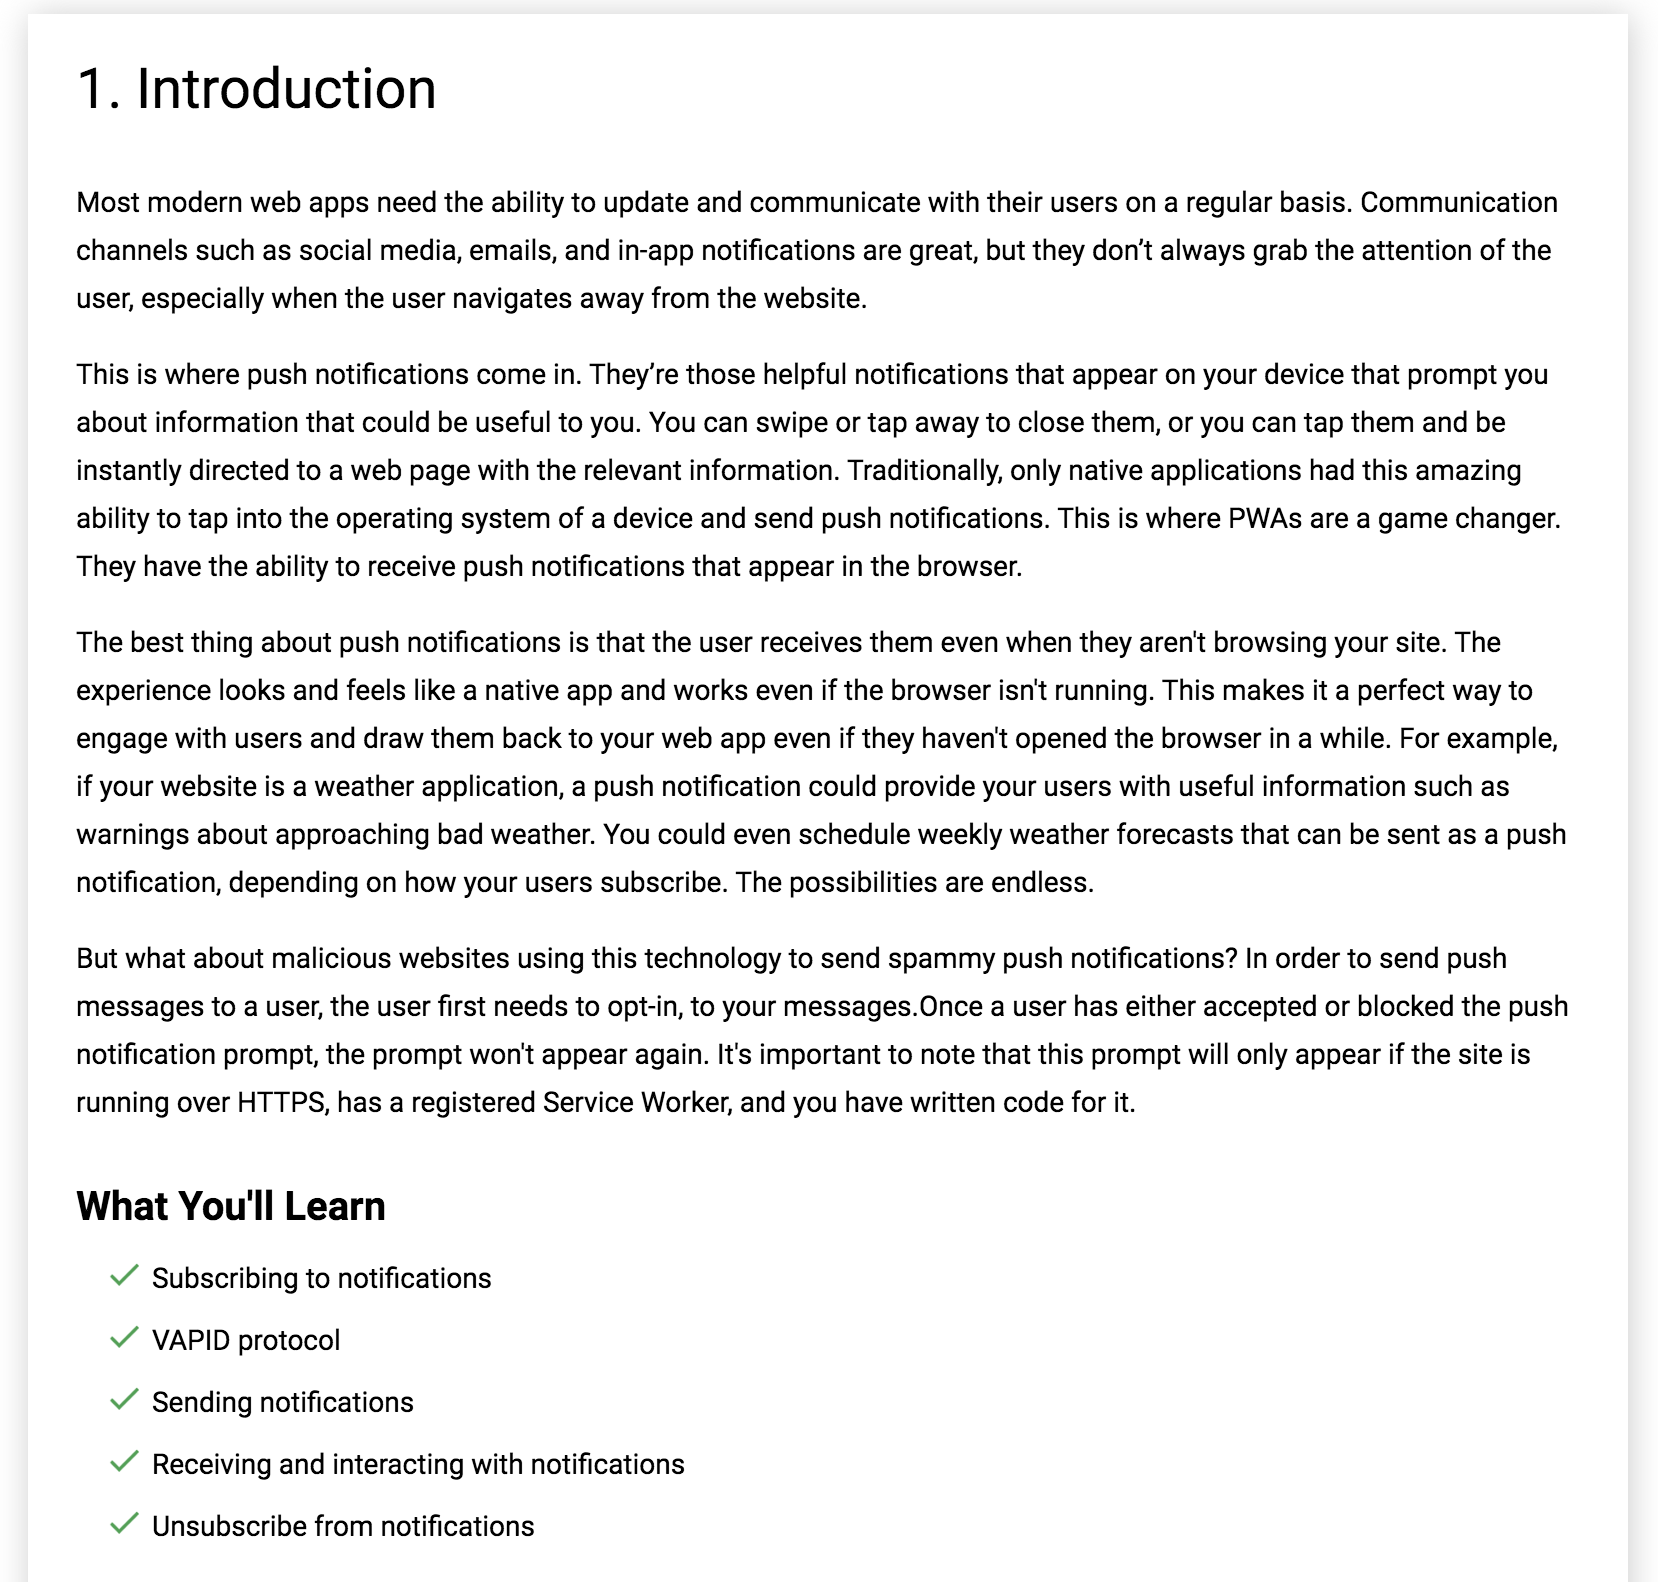 1. Introduction
Most modern web apps need the ability to update and communicate with their users on a regular basis. Communication
channels such as social media, emails, and in-app notifications are great, but they don’t always grab the attention of the
user, especially when the user navigates away from the website.
This is where push notifications come in. They’re those helpful notifications that appear on your device that prompt you
about information that could be useful to you. You can swipe or tap away to close them, or you can tap them and be
instantly directed to a web page with the relevant information. Traditionally, only native applications had this amazing
ability to tap into the operating system of a device and send push notifications. This is where PWAs are a game changer.
They have the ability to receive push notifications that appear in the browser.
The best thing about push notifications is that the user receives them even when they aren't browsing your site. The
experience looks and feels like a native app and works even if the browser isn't running. This makes it a perfect way to
engage with users and draw them back to your web app even if they haven't opened the browser in a while. For example,
if your website is a weather application, a push notification could provide your users with useful information such as
warnings about approaching bad weather. You could even schedule weekly weather forecasts that can be sent as a push
notification, depending on how your users subscribe. The possibilities are endless.
But what about malicious websites using this technology to send spammy push notifications? In order to send push
messages to a user, the user first needs to opt-in, to your messages.Once a user has either accepted or blocked the push
notification prompt, the prompt won't appear again. It's important to note that this prompt will only appear if the site is
running over HTTPS, has a registered Service Worker, and you have written code for it.
What You'll Learn
Subscribing to notifications
VAPID protocol
Sending notifications
Receiving and interacting with notifications
Unsubscribe from notifications